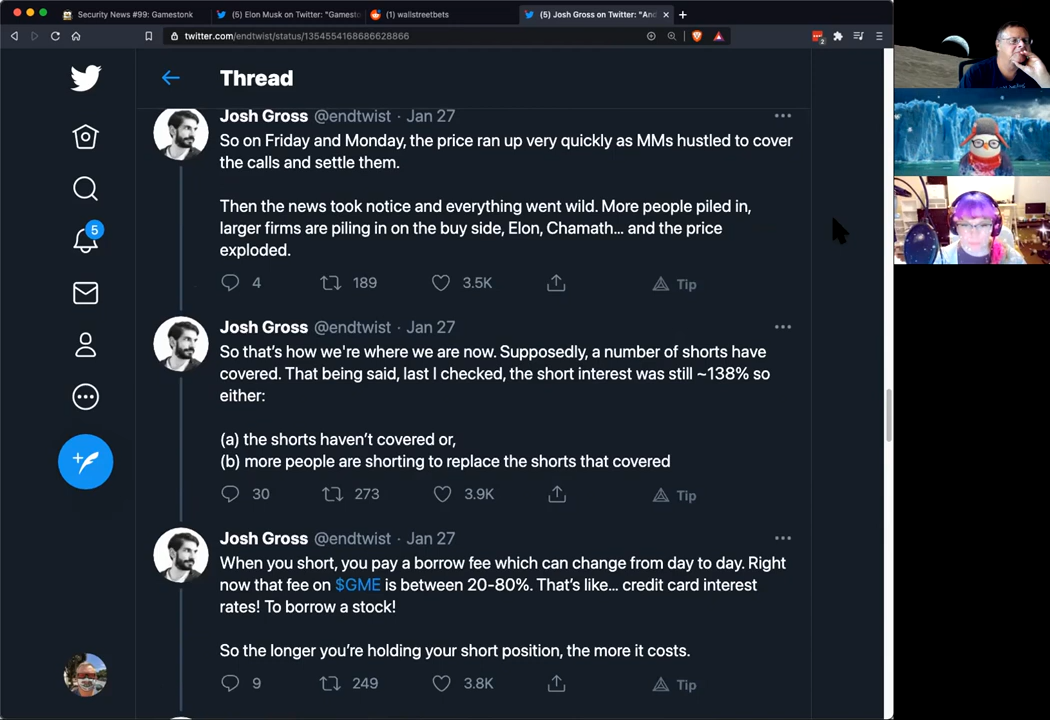 Security News #99: Gamestonk
(5) Elon Musk on Twitter: "Gamest
(1) wallstreetbets
(5) Josh Gross on Twitter: "And
twitter.com/endtwist/status/1354554168686628866
2
Thread
5
Josh Gross @endtwist · Jan 27
So on Friday and Monday, the price ran up very quickly as MMs hustled to cover
the calls and settle them.
Then the news took notice and everything went wild. More people piled in,
larger firms are piling in on the buy side, Elon, Chamath... and the price
exploded.
4 189 3.5K Tip
Josh Gross @endtwist · Jan 27
So that's how we're where we are now. Supposedly, a number of shorts have
covered. That being said, last I checked, the short interest was still ~138% so
either:
(a) the shorts haven't covered or,
(b) more people are shorting to replace the shorts that covered
30 273 3.9K Tip
Josh Gross @endtwist · Jan 27
When you short, you pay a borrow fee which can change from day to day. Right
now that fee on $GME is between 20-80%. That's like... credit card interest
rates! To borrow a stock!
So the longer you're holding your short position, the more it costs.
9 249 3.8K Tip